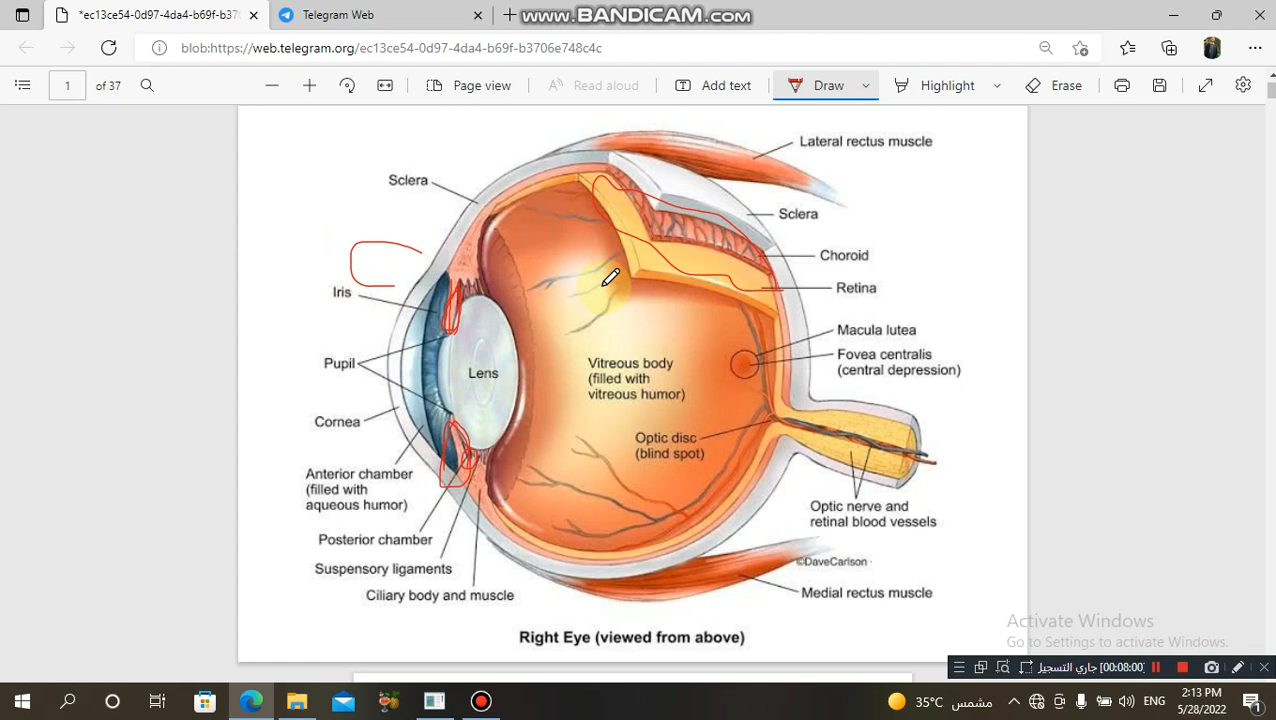 *ec13ce54-0d97-4da4-b69f-b370
Telegram Web
www.BANDICAM.com
blob:https://web.telegram.org/ec13ce54-0d97-4da4-b69f-b3706e748c4c
1 of 37
Page view
Read aloud
Add text
Draw
Highlight
Erase
Lateral rectus muscle
Sclera
Sclera
Choroid
Iris
Retina
Macula lutea
Fovea centralis
(central depression)
Pupil
Lens
Vitreous body
(filled with
vitreous humor)
Cornea
Optic disc
(blind spot)
Anterior chamber
(filled with
aqueous humor)
Optic nerve and
retinal blood vessels
Posterior chamber
©DaveCarlson
Suspensory ligaments
Ciliary body and muscle
Medial rectus muscle
Right Eye (viewed from above)
Activate Windows
Go to Settings to activate Windows.
[00:08:00] جاري التسجيل
35°C مشمس
ENG
2:13 PM
5/28/2022
1